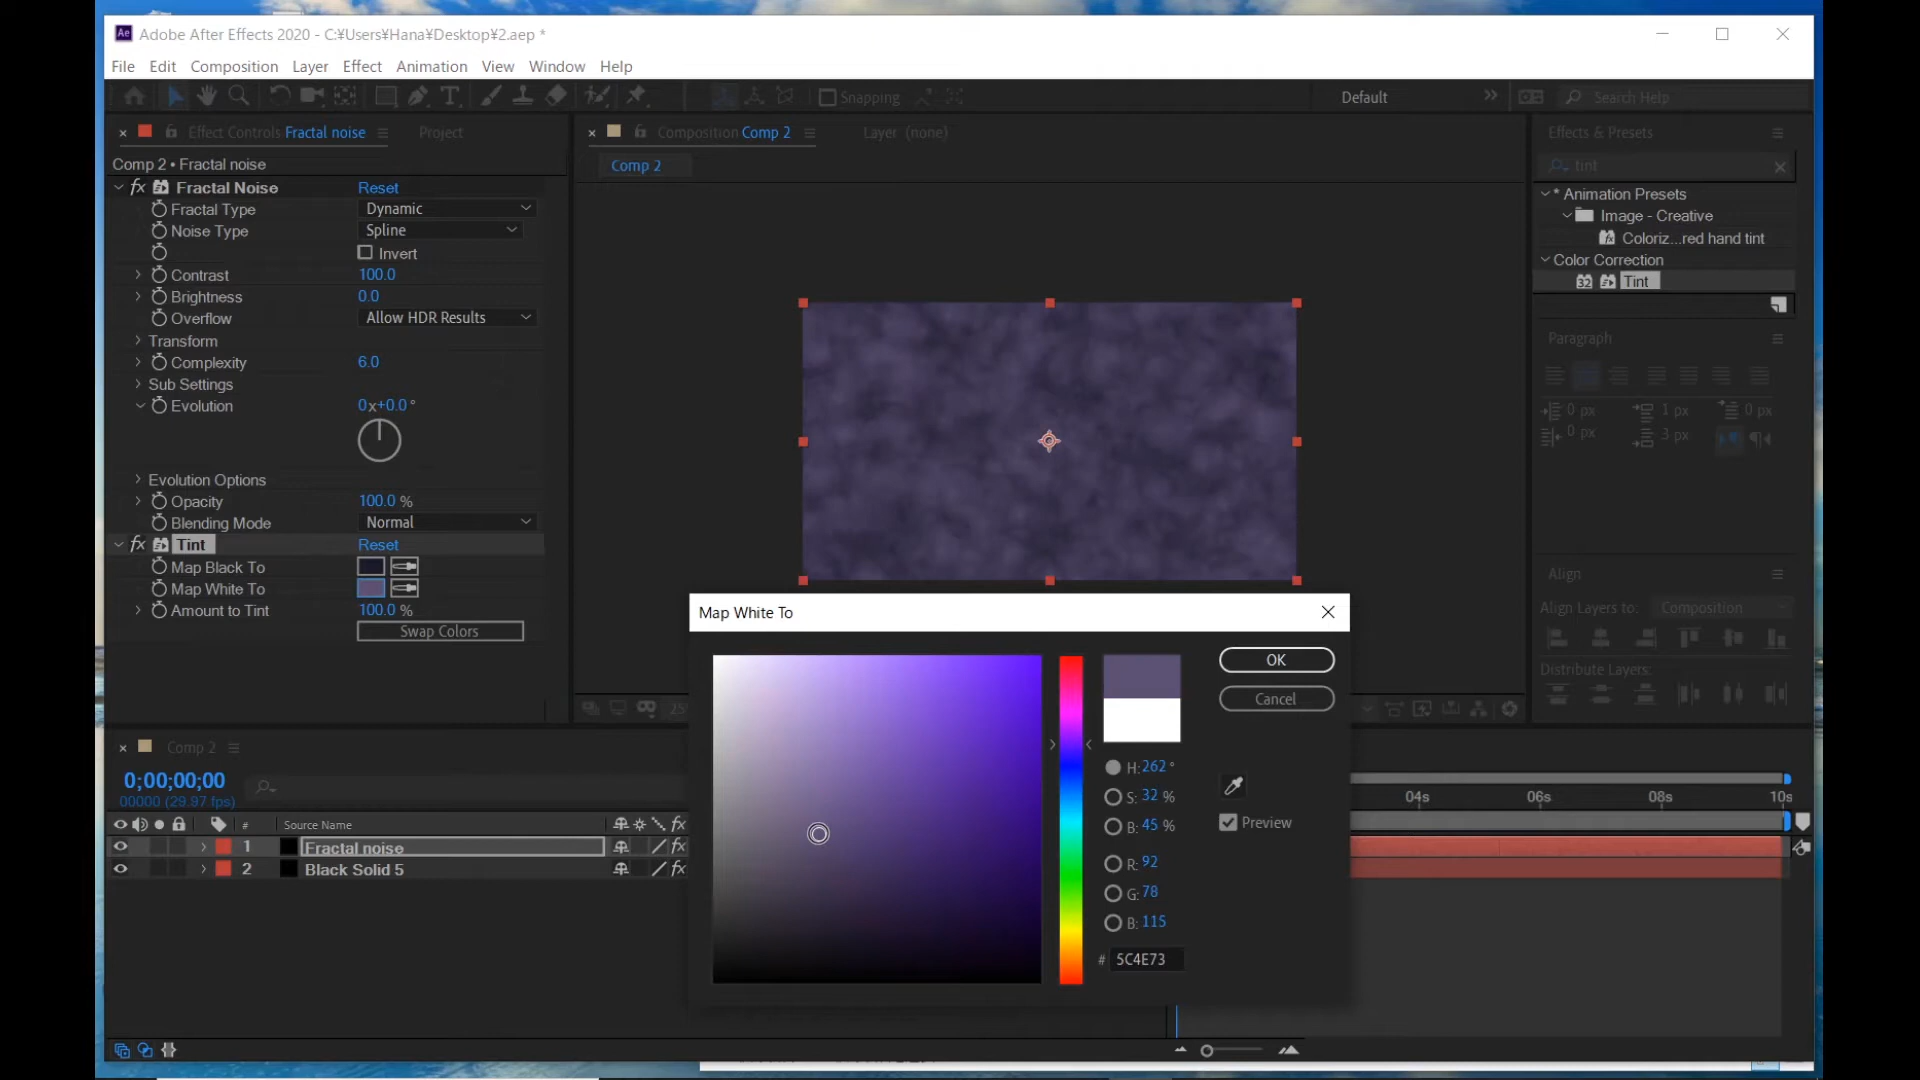 Adobe After Effects 2020 - C:¥Users¥Hana¥Desktop¥2.aep *
File Edit Composition Layer Effect Animation View Window Help
Snapping
Default
Search Help
Effect Controls Fractal noise
Project
Composition Comp 2
Layer (none)
Effects & Presets
Comp 2 • Fractal noise
Comp 2
tint
fx Fractal Noise Reset
Fractal Type Dynamic
Noise Type Spline
Invert
Contrast 100.0
Brightness 0.0
Overflow Allow HDR Results
Transform
Complexity 6.0
Sub Settings
Evolution 0x+0.0°
Evolution Options
Opacity 100.0 %
Blending Mode Normal
fx Tint Reset
Map Black To
Map White To
Amount to Tint 100.0 %
Swap Colors
* Animation Presets
Image - Creative
Coloriz...red hand tint
Color Correction
32 Tint
Paragraph
0 px 1 px 0 px
0 px 3 px
Align
Align Layers to: Composition
Distribute Layers:
Map White To
OK
Cancel
H: 262 °
S: 32 %
B: 45 %
Preview
R: 92
G: 78
B: 115
# 5C4E73
Comp 2
0;00;00;00
00000 (29.97 fps)
# Source Name fx
1 Fractal noise fx
2 Black Solid 5 fx
04s 06s 08s 10s